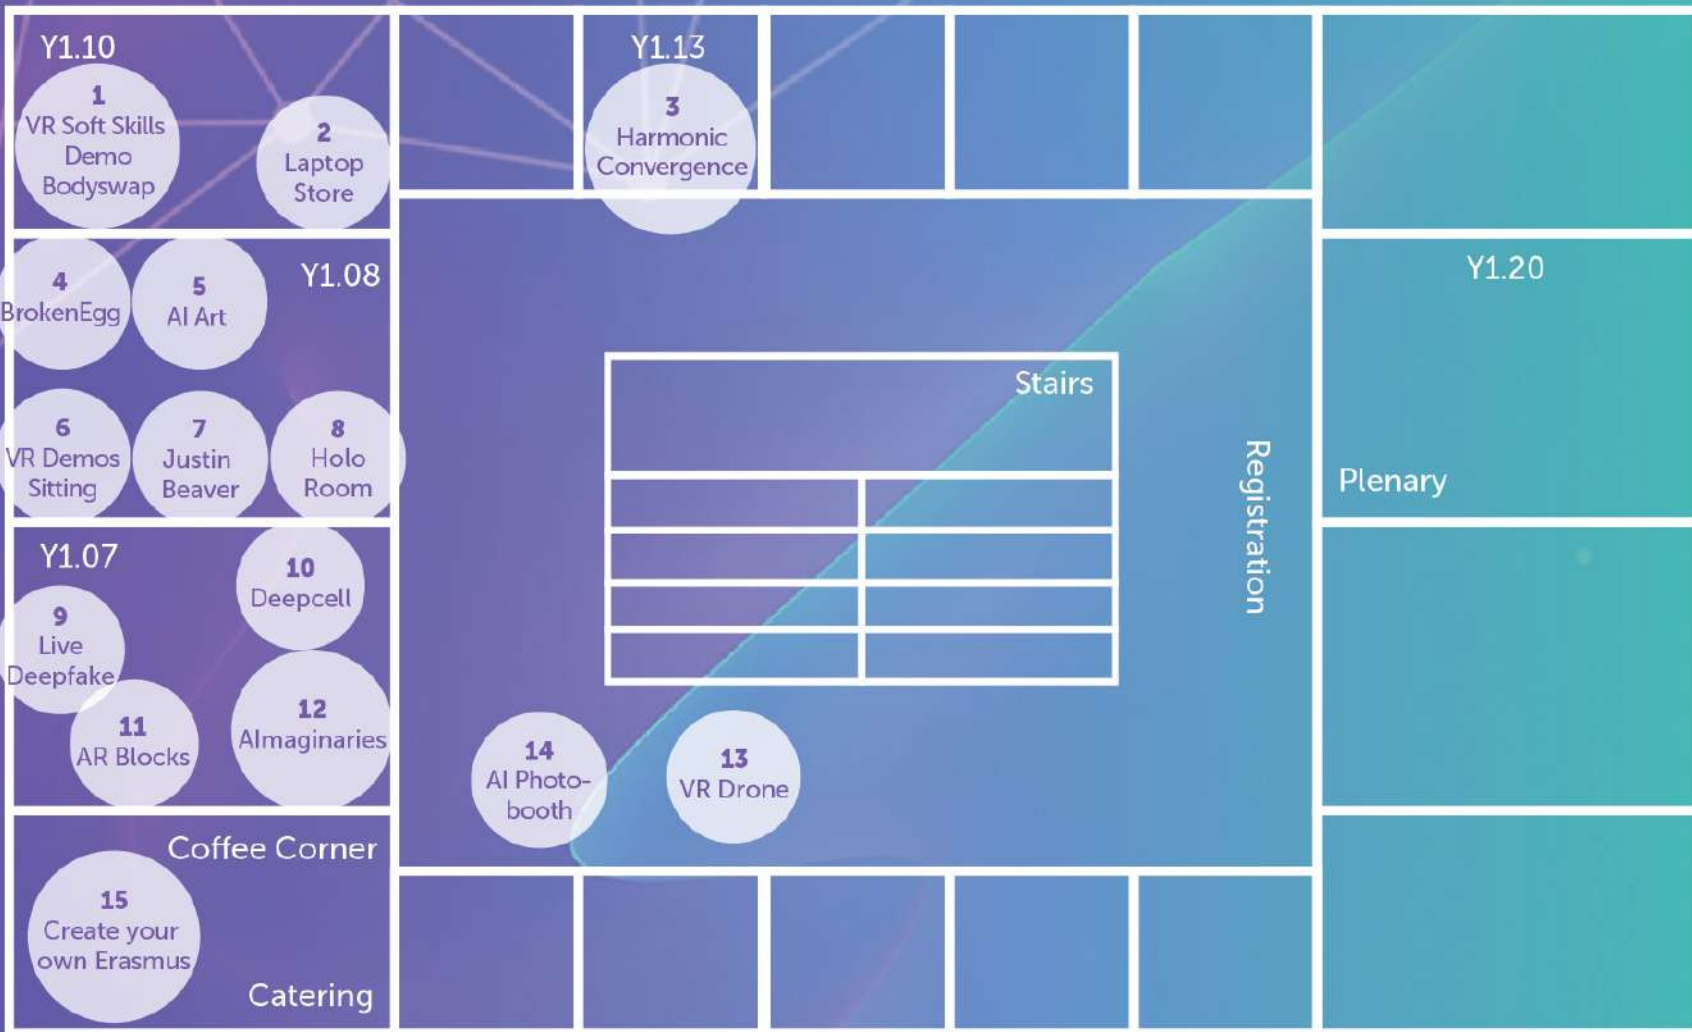 Y1.10
1
VR Soft Skills
Demo
Bodyswap
2
Laptop
Store
Y1.13
3
Harmonic
Convergence
4
BrokenEgg
5
AI Art
Y1.08
6
VR Demos
Sitting
7
Justin
Beaver
8
Holo
Room
Y1.07
9
Live
Deepfake
10
Deepcell
11
AR Blocks
12
AImaginaries
Stairs
Registration
14
AI Photo-
booth
13
VR Drone
Y1.20
Plenary
Coffee Corner
15
Create your
own Erasmus
Catering